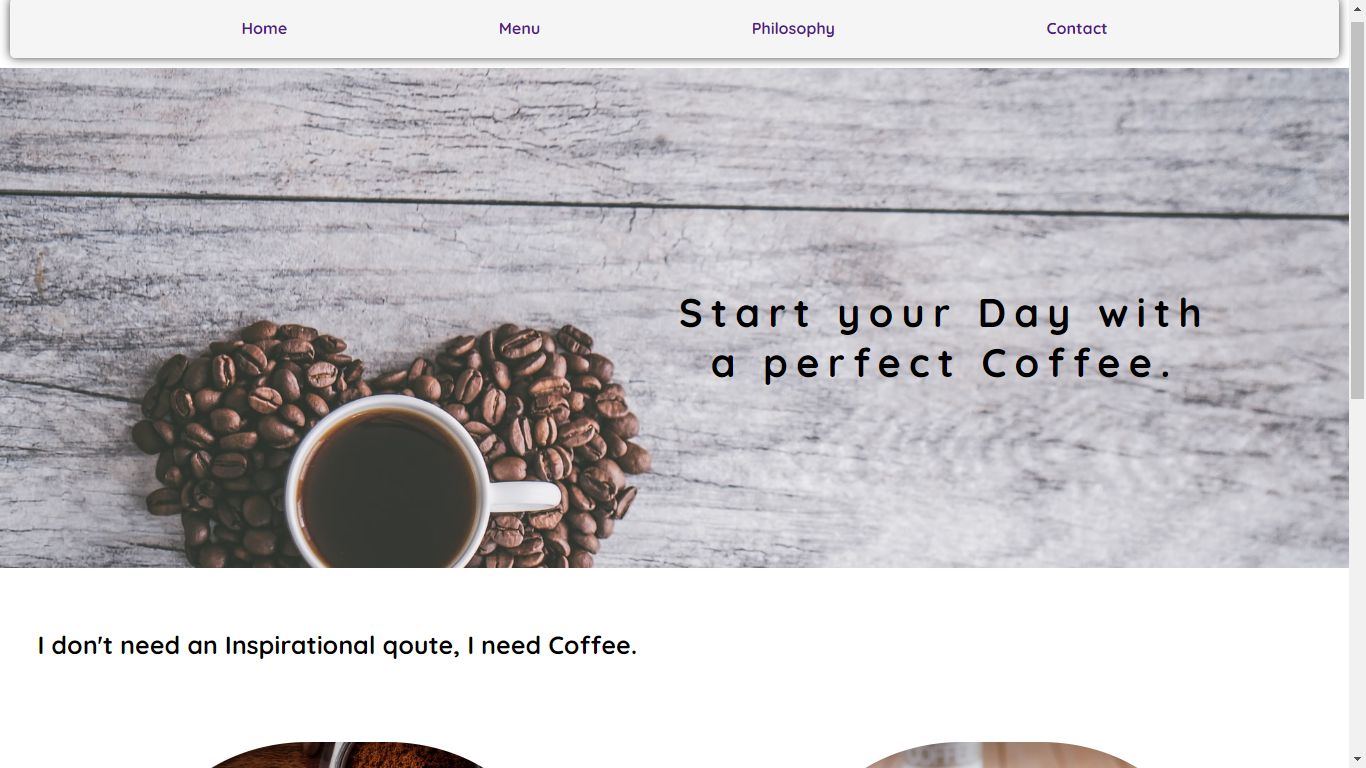 Home Menu Philosophy Contact
Start your Day with
a perfect Coffee.
I don't need an Inspirational qoute, I need Coffee.